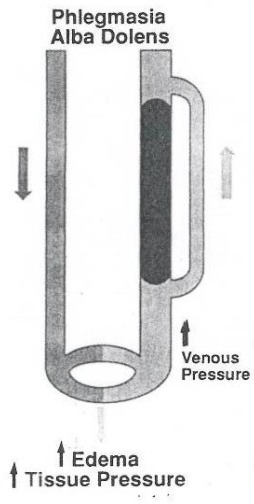 Phlegmasia
Alba Dolens
Venous
Pressure
Edema
Tissue Pressure